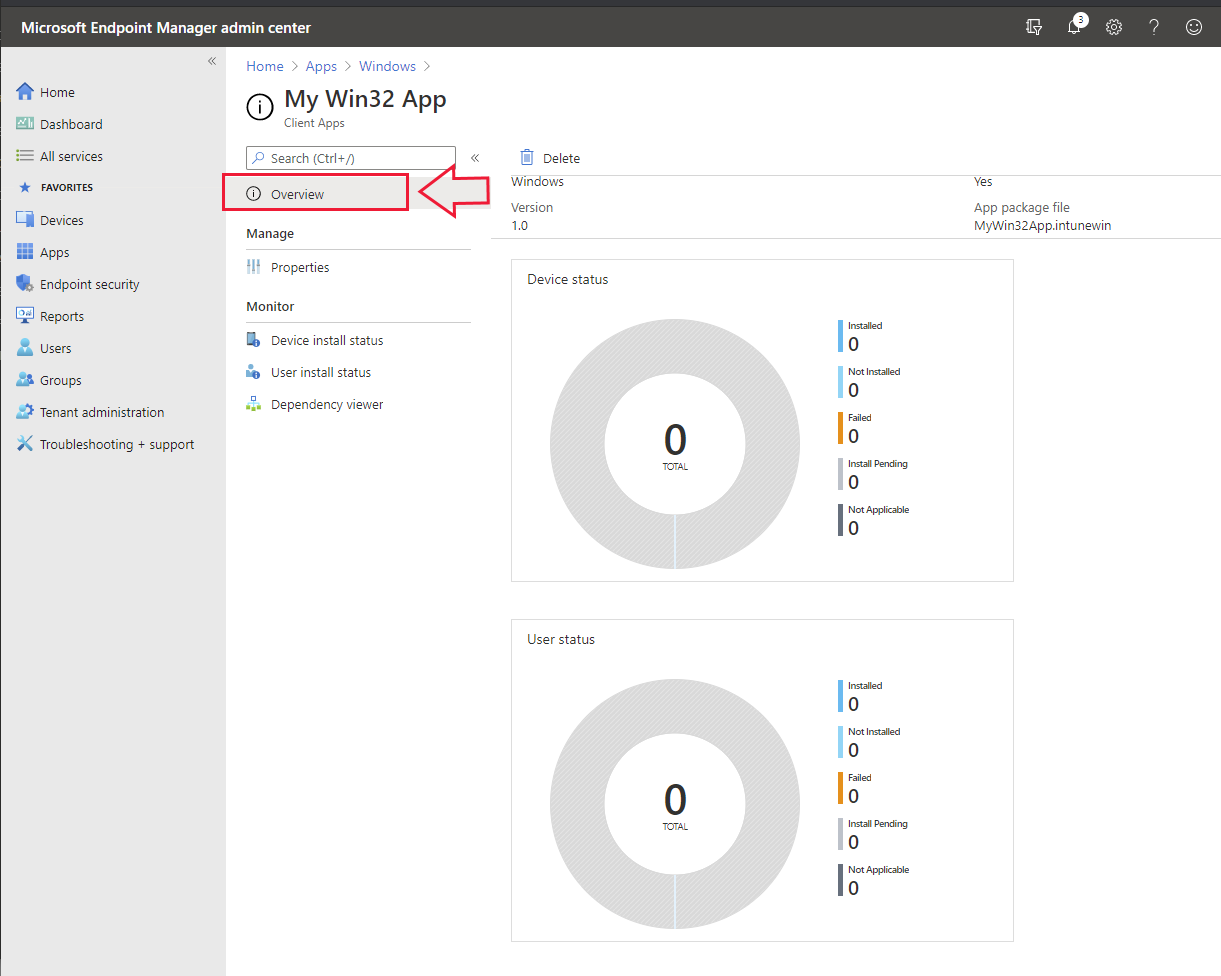 Microsoft Endpoint Manager admin center
3
Home
Dashboard
All services
FAVORITES
Devices
Apps
Endpoint security
Reports
Users
Groups
Tenant administration
Troubleshooting + support
Home > Apps > Windows >
My Win32 App
Client Apps
Search (Ctrl+/)
Overview
Manage
Properties
Monitor
Device install status
User install status
Dependency viewer
Delete
Windows
Yes
Version
App package file
1.0
MyWin32App.intunewin
Device status
0
TOTAL
Installed
0
Not Installed
0
Failed
0
Install Pending
0
Not Applicable
0
User status
0
TOTAL
Installed
0
Not Installed
0
Failed
0
Install Pending
0
Not Applicable
0